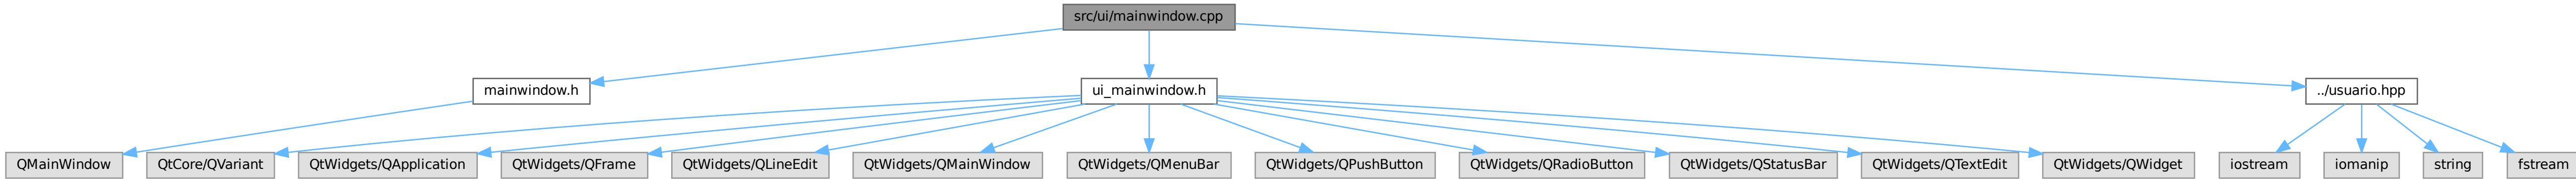 src/ui/mainwindow.cpp
mainwindow.h
ui_mainwindow.h
../usuario.hpp
QMainWindow
QtCore/QVariant
QtWidgets/QApplication
QtWidgets/QFrame
QtWidgets/QLineEdit
QtWidgets/QMainWindow
QtWidgets/QMenuBar
QtWidgets/QPushButton
QtWidgets/QRadioButton
QtWidgets/QStatusBar
QtWidgets/QTextEdit
QtWidgets/QWidget
iostream
iomanip
string
fstream